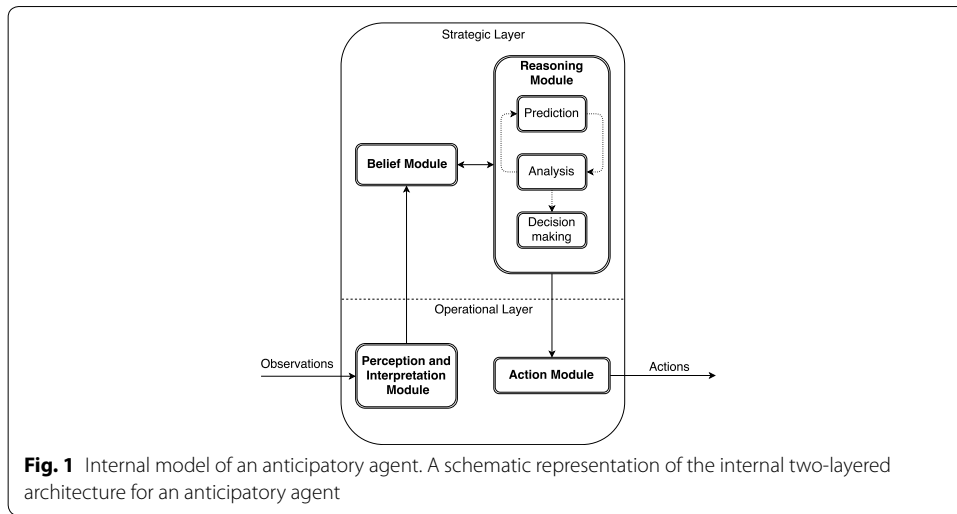 Strategic Layer
Reasoning
Module
Prediction
Belief Module
Analysis
Decision
making
Operational Layer
Observations
Perception and
Interpretation
Module
Action Module
Actions
Fig. 1 Internal model of an anticipatory agent. A schematic representation of the internal two-layered
architecture for an anticipatory agent